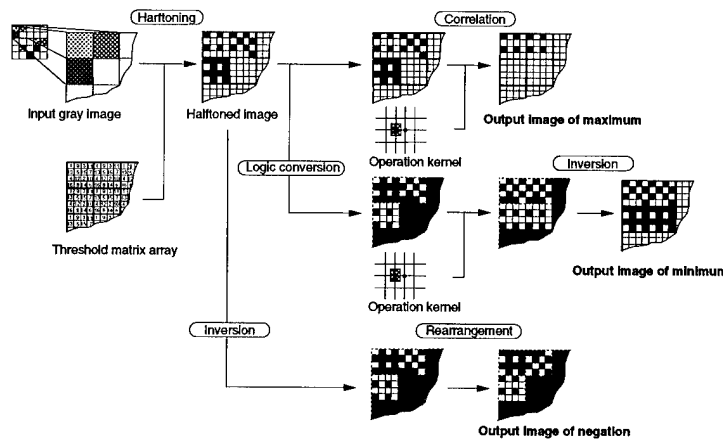 Harftoning
Correlation
Input gray image
Halftoned image
Output image of maximum
Operation kernel
Logic conversion
Inversion
Threshold matrix array
Output image of minimum
Operation kernel
Inversion
Rearrangement
Output image of negation